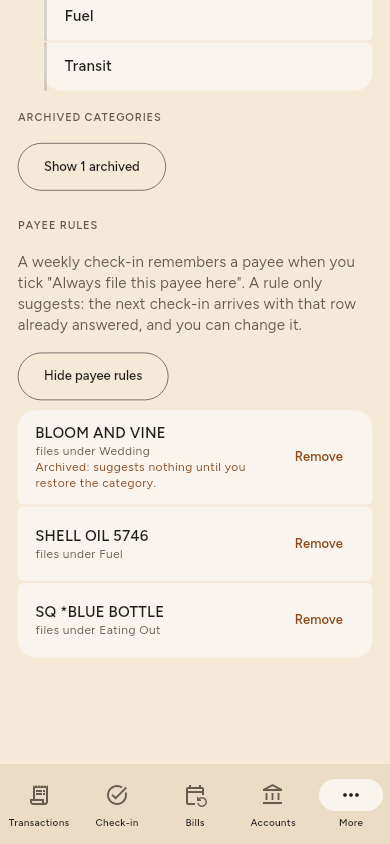 Fuel
Transit
ARCHIVED CATEGORIES
Show 1 archived
PAYEE RULES
A weekly check-in remembers a payee when you
tick "Always file this payee here". A rule only
suggests: the next check-in arrives with that row
already answered, and you can change it.
Hide payee rules
BLOOM AND VINE
files under Wedding
Archived: suggests nothing until you
restore the category.
Remove
SHELL OIL 5746
files under Fuel
Remove
SQ *BLUE BOTTLE
files under Eating Out
Remove
Transactions
Check-in
Bills
Accounts
More